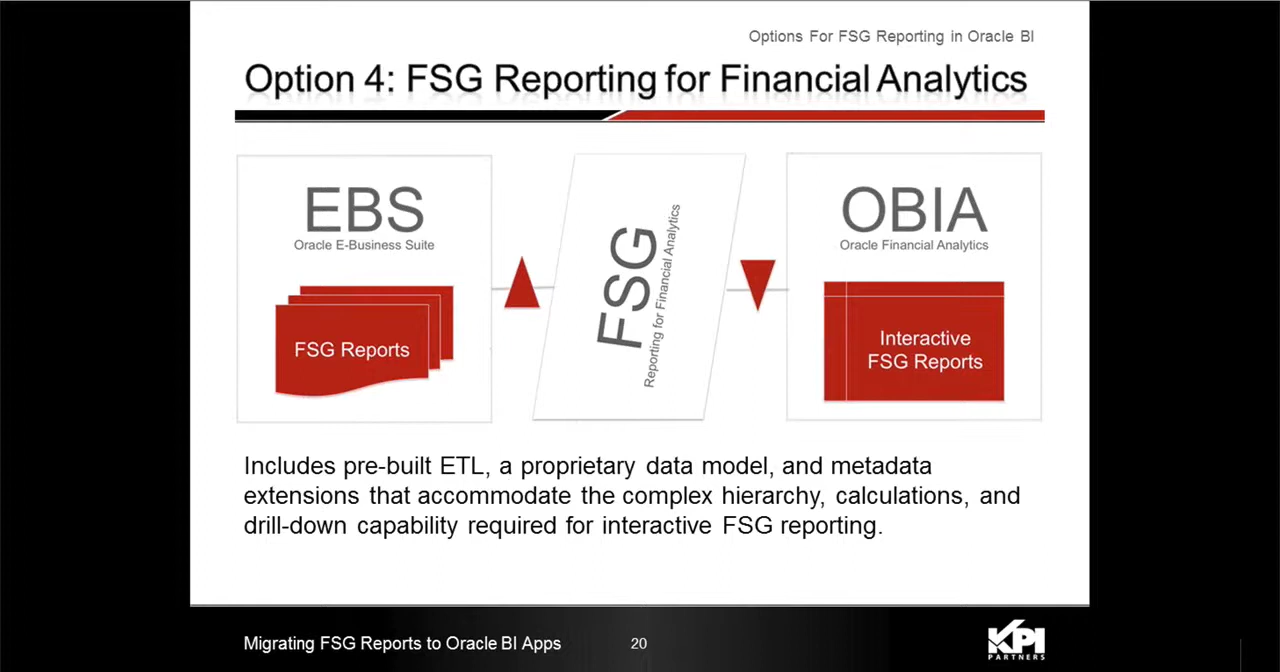 Options For FSG Reporting in Oracle BI
Option 4: FSG Reporting for Financial Analytics
EBS
Oracle E-Business Suite
FSG Reports
FSG
Reporting for Financial Analytics
OBIA
Oracle Financial Analytics
Interactive
FSG Reports
Includes pre-built ETL, a proprietary data model, and metadata
extensions that accommodate the complex hierarchy, calculations, and
drill-down capability required for interactive FSG reporting.
Migrating FSG Reports to Oracle BI Apps
20
KPI
PARTNERS